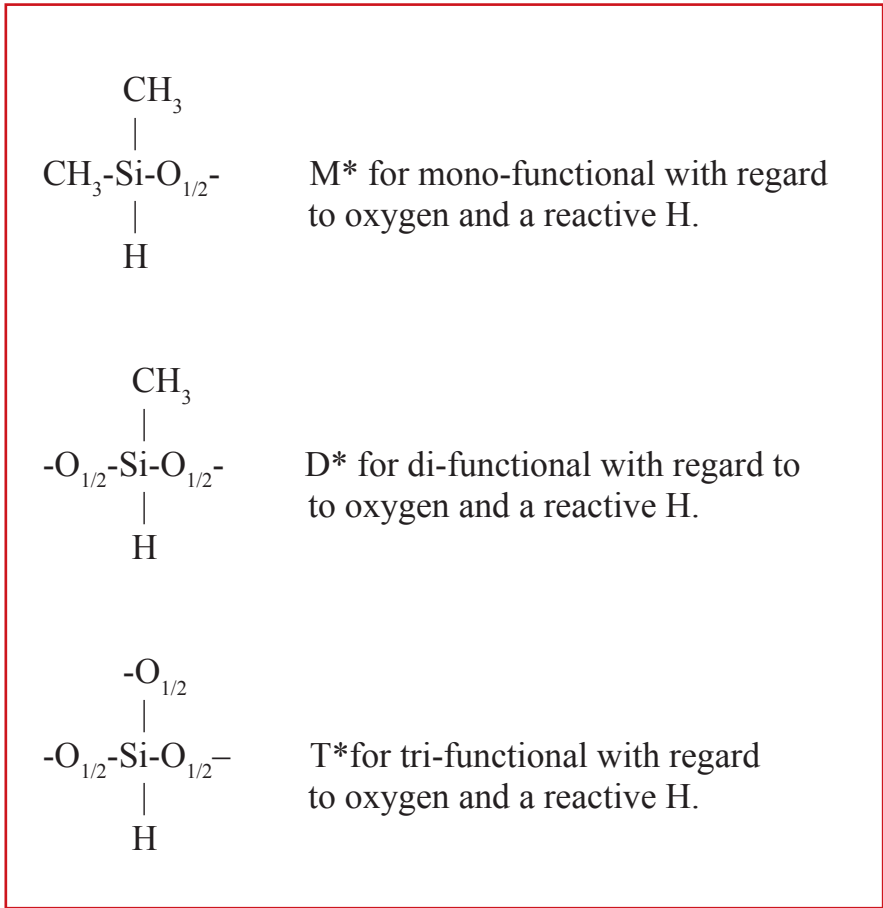 CH₃
|
CH₃-Si-O₁/₂- M* for mono-functional with regard
| to oxygen and a reactive H.
H
CH₃
|
-O₁/₂-Si-O₁/₂- D* for di-functional with regard to
| to oxygen and a reactive H.
H
-O₁/₂
|
-O₁/₂-Si-O₁/₂– T*for tri-functional with regard
| to oxygen and a reactive H.
H